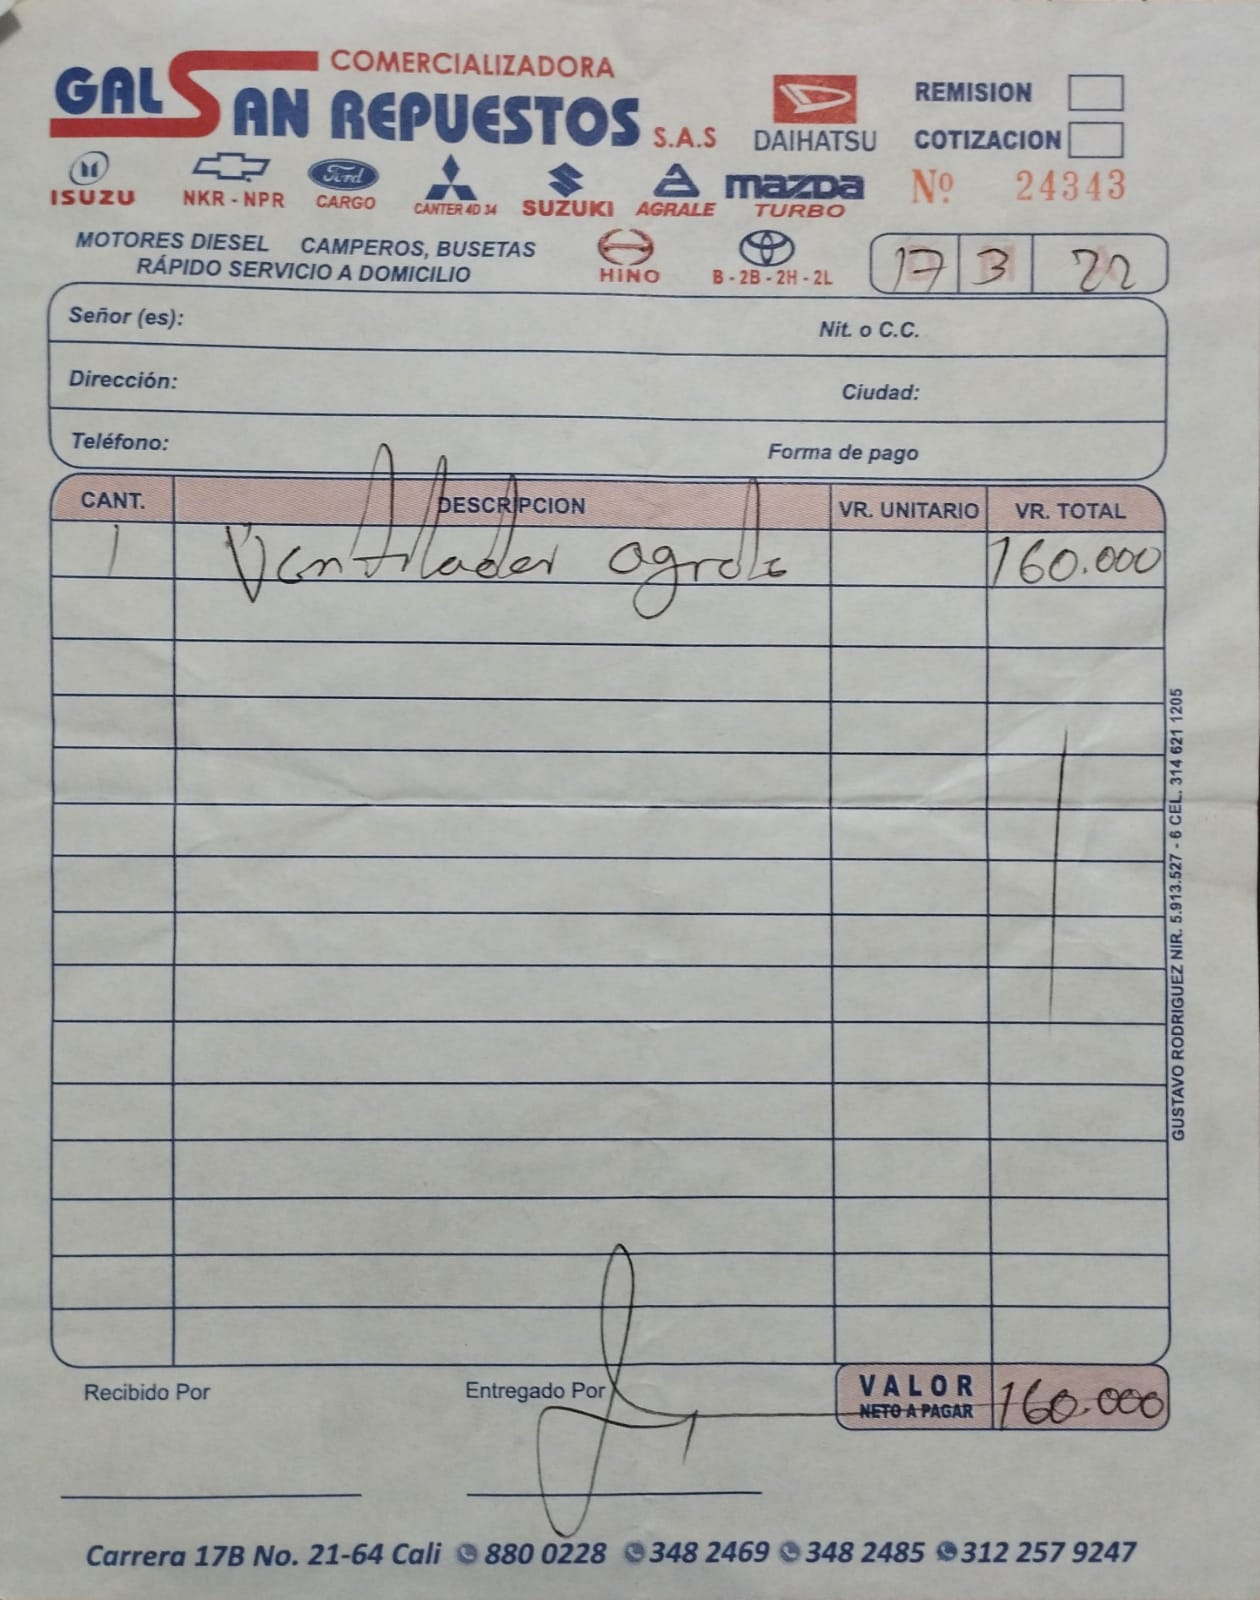 COMERCIALIZADORA
GALSAN REPUESTOS S.A.S
DAIHATSU
REMISION
COTIZACION
Nº 24343
ISUZU
NKR - NPR
Ford
CARGO
CANTER 4D 34
SUZUKI
AGRALE
mazda
TURBO
MOTORES DIESEL CAMPEROS, BUSETAS
RÁPIDO SERVICIO A DOMICILIO
HINO
B - 2B - 2H - 2L
17 3 22
Señor (es): Nit. o C.C.
Dirección: Ciudad:
Teléfono: Forma de pago
CANT. DESCRIPCION VR. UNITARIO VR. TOTAL
1 Ventilador agrale 160.000
GUSTAVO RODRIGUEZ NIR. 5.913.527 - 6 CEL. 314 621 1205
Recibido Por Entregado Por VALOR NETO A PAGAR 160.000
Carrera 17B No. 21-64 Cali 880 0228 348 2469 348 2485 312 257 9247